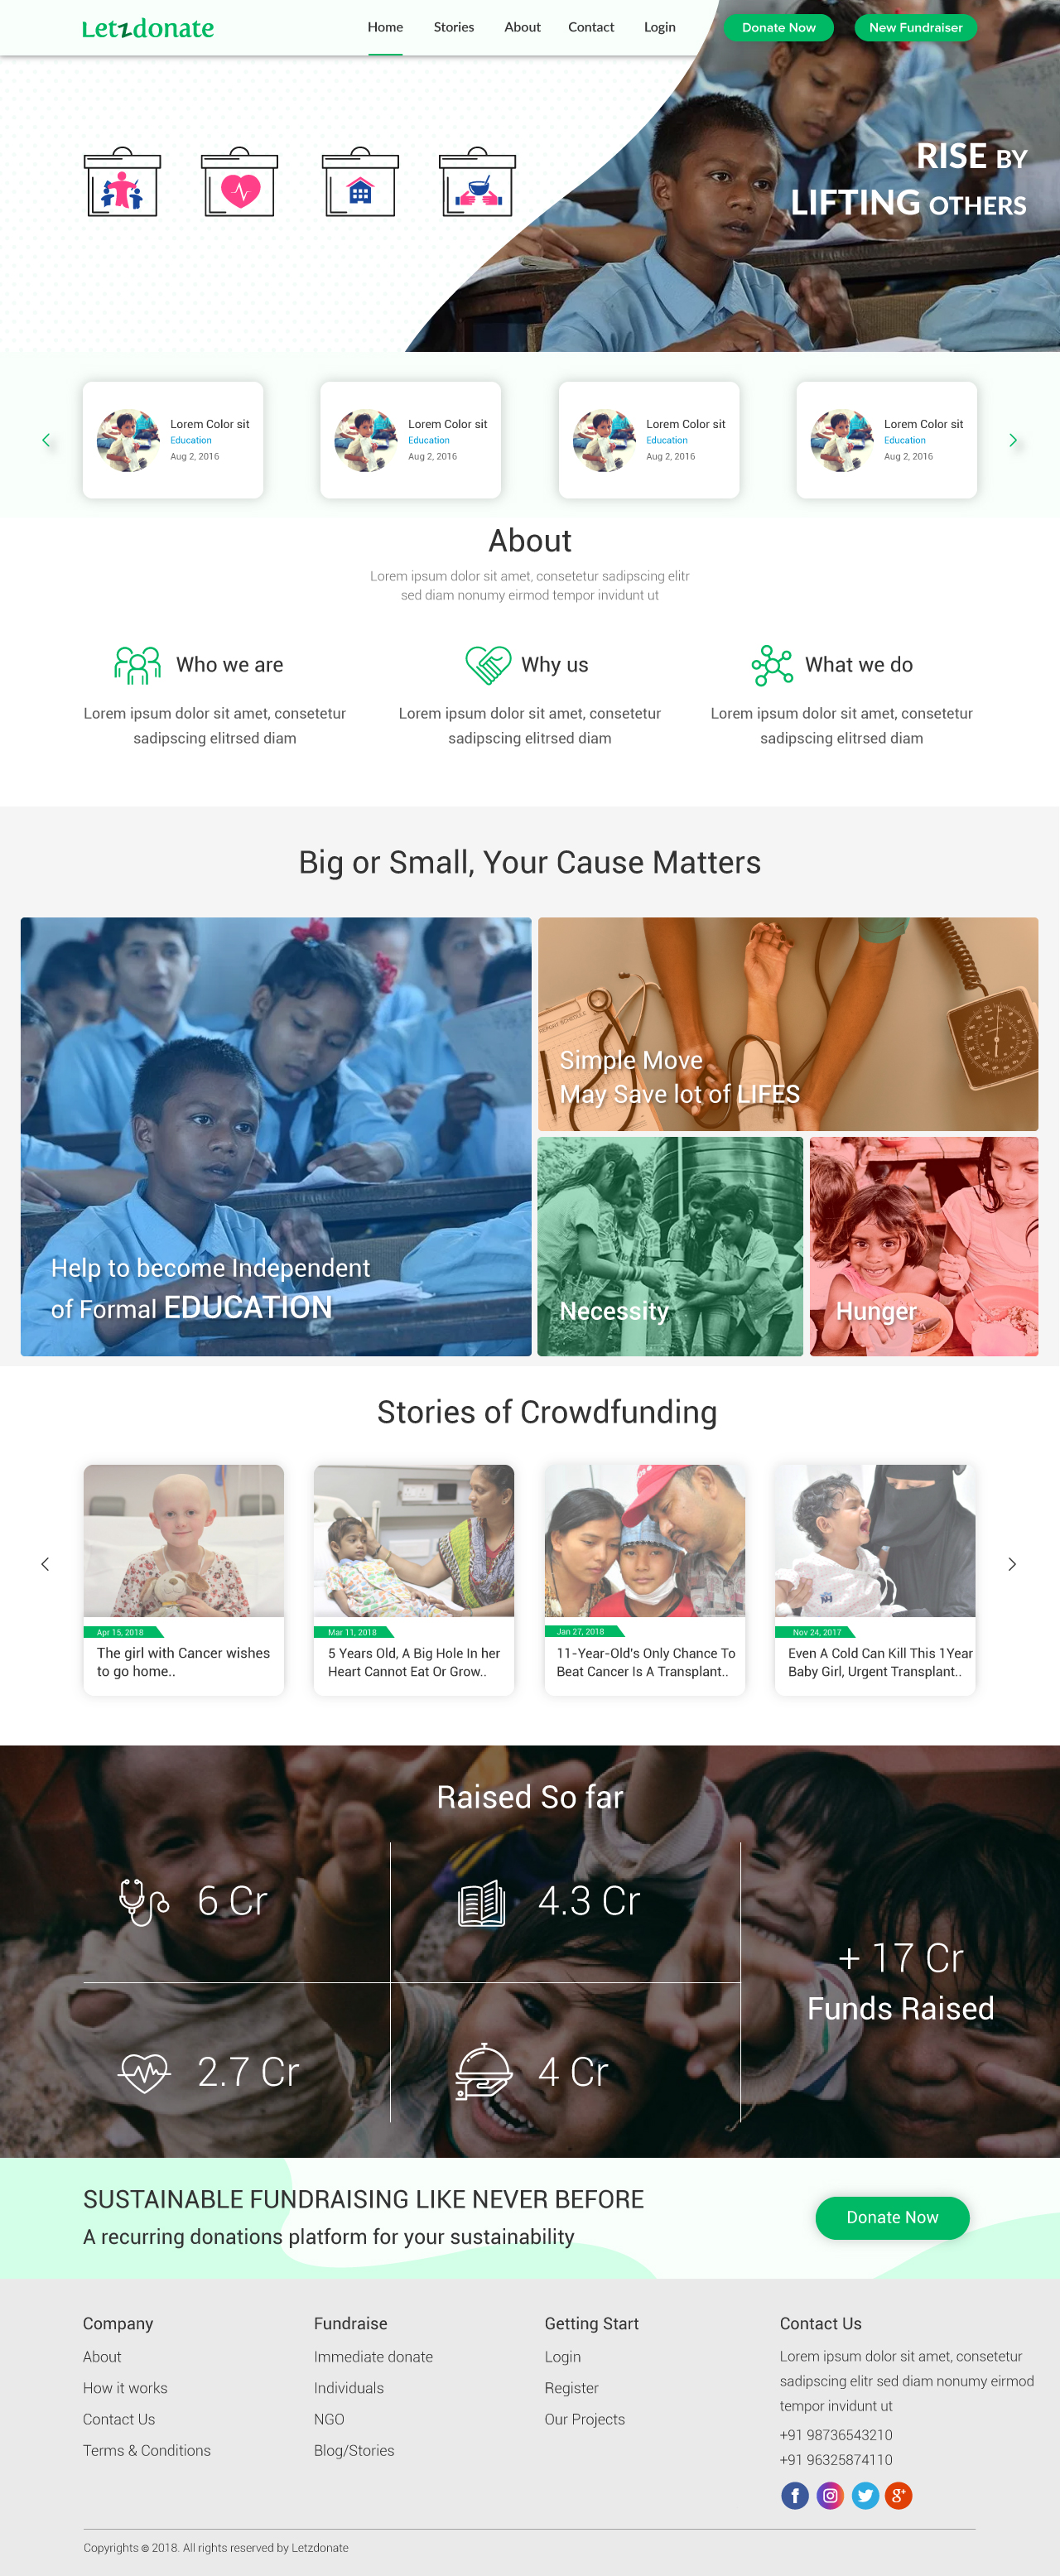 Letzdonate
Home
Stories
About
Contact
Login
Donate Now
New Fundraiser
RISE BY
LIFTING OTHERS
Lorem Color sit
Education
Aug 2, 2016
Lorem Color sit
Education
Aug 2, 2016
Lorem Color sit
Education
Aug 2, 2016
Lorem Color sit
Education
Aug 2, 2016
About
Lorem ipsum dolor sit amet, consetetur sadipscing elitr
sed diam nonumy eirmod tempor invidunt ut
Who we are
Lorem ipsum dolor sit amet, consetetur
sadipscing elitrsed diam
Why us
Lorem ipsum dolor sit amet, consetetur
sadipscing elitrsed diam
What we do
Lorem ipsum dolor sit amet, consetetur
sadipscing elitrsed diam
Big or Small, Your Cause Matters
Help to become Independent
of Formal EDUCATION
Simple Move
May Save lot of LIFES
Necessity
Hunger
Stories of Crowdfunding
Apr 15, 2018
The girl with Cancer wishes
to go home..
Mar 11, 2018
5 Years Old, A Big Hole In her
Heart Cannot Eat Or Grow..
Jan 27, 2018
11-Year-Old's Only Chance To
Beat Cancer Is A Transplant..
Nov 24, 2017
Even A Cold Can Kill This 1Year
Baby Girl, Urgent Transplant..
Raised So far
6 Cr
4.3 Cr
2.7 Cr
4 Cr
+ 17 Cr
Funds Raised
SUSTAINABLE FUNDRAISING LIKE NEVER BEFORE
A recurring donations platform for your sustainability
Donate Now
Company
About
How it works
Contact Us
Terms & Conditions
Fundraise
Immediate donate
Individuals
NGO
Blog/Stories
Getting Start
Login
Register
Our Projects
Contact Us
Lorem ipsum dolor sit amet, consetetur
sadipscing elitr sed diam nonumy eirmod
tempor invidunt ut
+91 98736543210
+91 96325874110
Copyrights © 2018. All rights reserved by Letzdonate